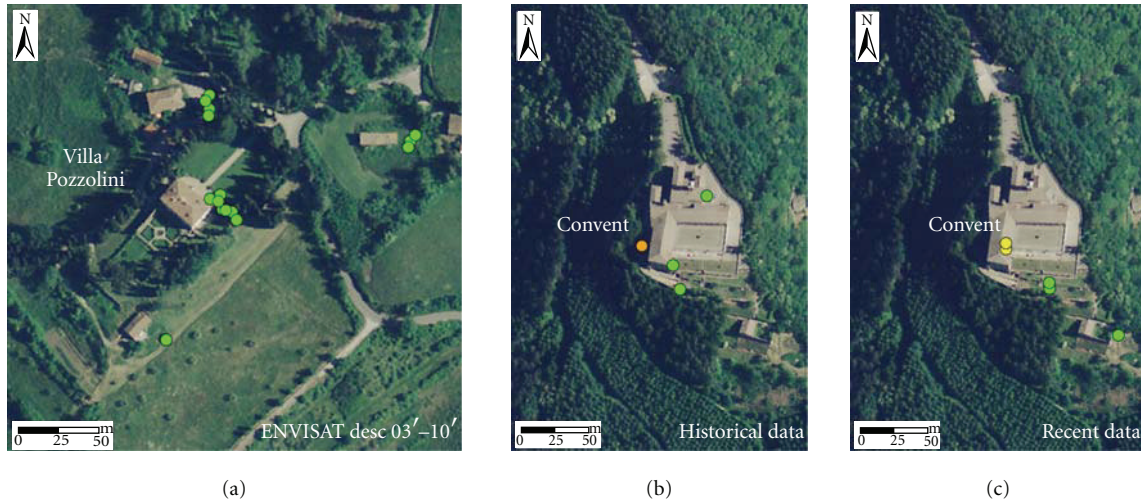 N
Villa
Pozzolini
m
0 25 50
ENVISAT desc 03′–10′
(a)
N
Convent
m
0 25 50
Historical data
(b)
N
Convent
m
0 25 50
Recent data
(c)